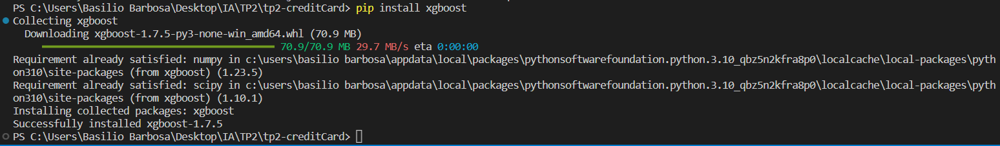 PS C:\Users\Basilio Barbosa\Desktop\IA\TP2\tp2-creditCard> pip install xgboost
Collecting xgboost
  Downloading xgboost-1.7.5-py3-none-win_amd64.whl (70.9 MB)
     70.9/70.9 MB 29.7 MB/s eta 0:00:00
Requirement already satisfied: numpy in c:\users\basilio barbosa\appdata\local\packages\pythonsoftwarefoundation.python.3.10_qbz5n2kfra8p0\localcache\local-packages\pyth
on310\site-packages (from xgboost) (1.23.5)
Requirement already satisfied: scipy in c:\users\basilio barbosa\appdata\local\packages\pythonsoftwarefoundation.python.3.10_qbz5n2kfra8p0\localcache\local-packages\pyth
on310\site-packages (from xgboost) (1.10.1)
Installing collected packages: xgboost
Successfully installed xgboost-1.7.5
PS C:\Users\Basilio Barbosa\Desktop\IA\TP2\tp2-creditCard>